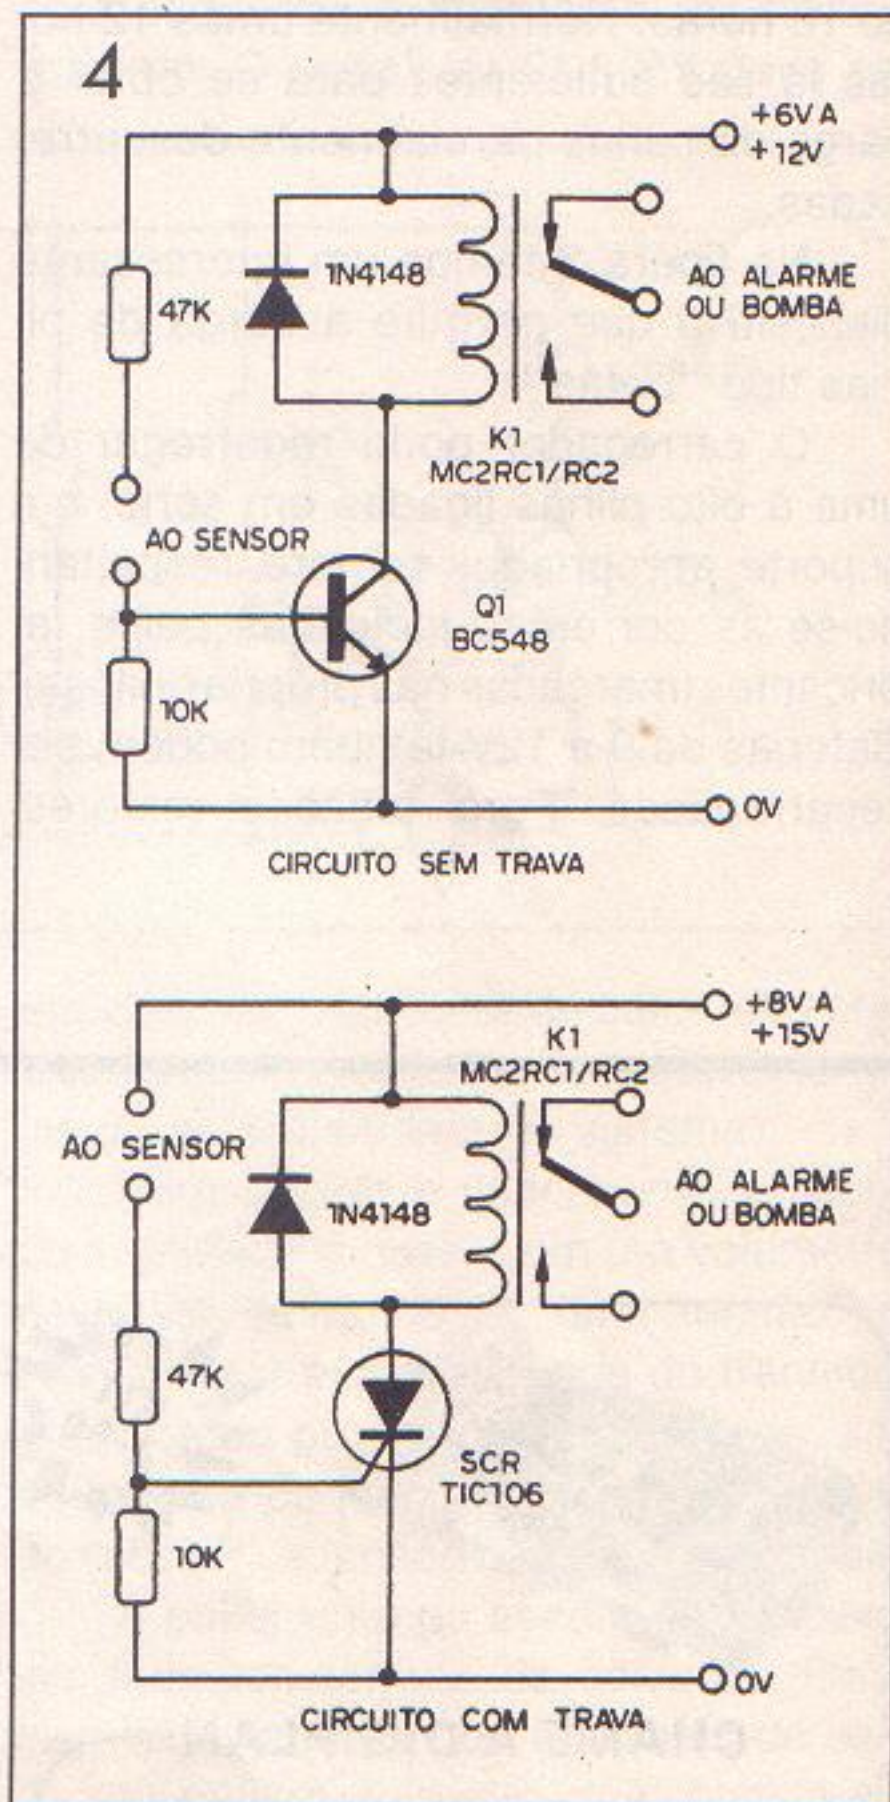 4
+6V A
+12V
1N4148
47K
AO ALARME
OU BOMBA
K1
MC2RC1/RC2
AO SENSOR
Q1
BC548
10K
0V
CIRCUITO SEM TRAVA
+8V A
+15V
K1
MC2RC1/RC2
AO SENSOR
1N4148
AO ALARME
OU BOMBA
47K
SCR
TIC106
10K
0V
CIRCUITO COM TRAVA